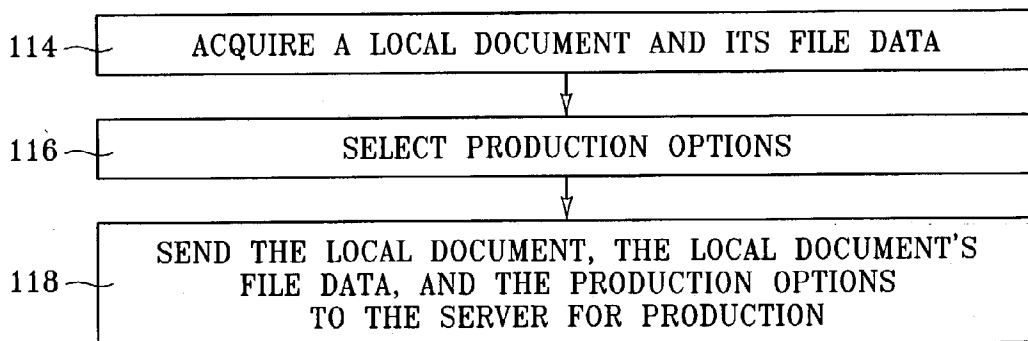 114 ACQUIRE A LOCAL DOCUMENT AND ITS FILE DATA
116 SELECT PRODUCTION OPTIONS
SEND THE LOCAL DOCUMENT, THE LOCAL DOCUMENT'S
118 FILE DATA, AND THE PRODUCTION OPTIONS
TO THE SERVER FOR PRODUCTION